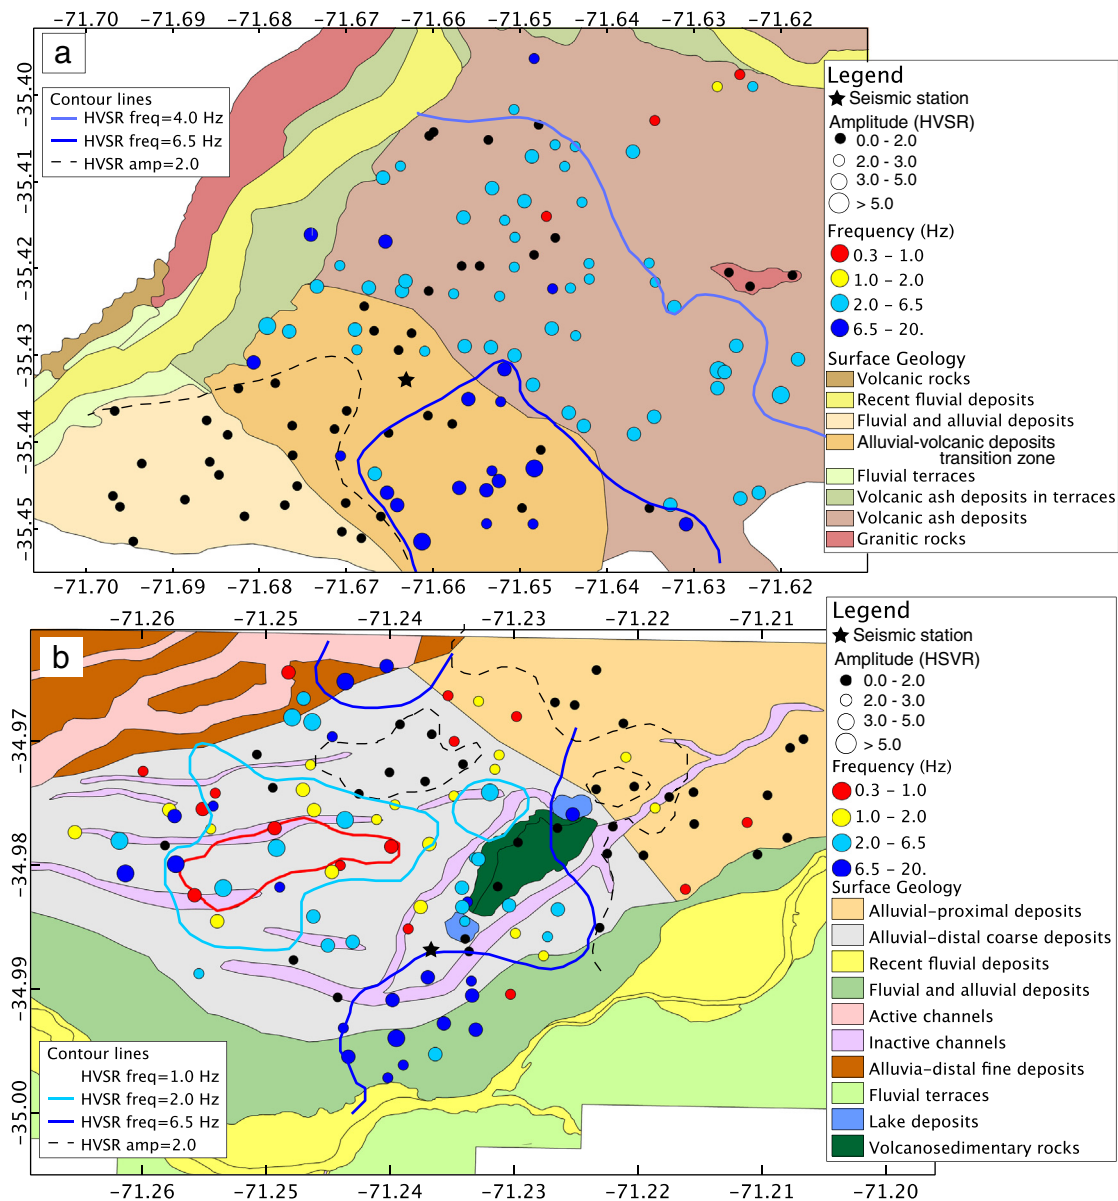 −71.70 −71.69 −71.68 −71.67 −71.66 −71.65 −71.64 −71.63 −71.62
a
−35.40
−35.41
−35.42
−35.43
−35.44
−35.45
Contour lines
HVSR freq=4.0 Hz
HVSR freq=6.5 Hz
HVSR amp=2.0
Legend
Seismic station
Amplitude (HVSR)
0.0 - 2.0
2.0 - 3.0
3.0 - 5.0
> 5.0
Frequency (Hz)
0.3 – 1.0
1.0 – 2.0
2.0 – 6.5
6.5 – 20.
Surface Geology
Volcanic rocks
Recent fluvial deposits
Fluvial and alluvial deposits
Alluvial-volcanic deposits
transition zone
Fluvial terraces
Volcanic ash deposits in terraces
Volcanic ash deposits
Granitic rocks
−71.70 −71.69 −71.68 −71.67 −71.66 −71.65 −71.64 −71.63 −71.62
−71.26 −71.25 −71.24 −71.23 −71.22 −71.21
b
−34.97
−34.98
−34.99
−35.00
Contour lines
HVSR freq=1.0 Hz
HVSR freq=2.0 Hz
HVSR freq=6.5 Hz
HVSR amp=2.0
Legend
Seismic station
Amplitude (HSVR)
0.0 - 2.0
2.0 - 3.0
3.0 - 5.0
> 5.0
Frequency (Hz)
0.3 – 1.0
1.0 – 2.0
2.0 – 6.5
6.5 – 20.
Surface Geology
Alluvial–proximal deposits
Alluvial–distal coarse deposits
Recent fluvial deposits
Fluvial and alluvial deposits
Active channels
Inactive channels
Alluvia–distal fine deposits
Fluvial terraces
Lake deposits
Volcanosedimentary rocks
−71.26 −71.25 −71.24 −71.23 −71.22 −71.21 −71.20